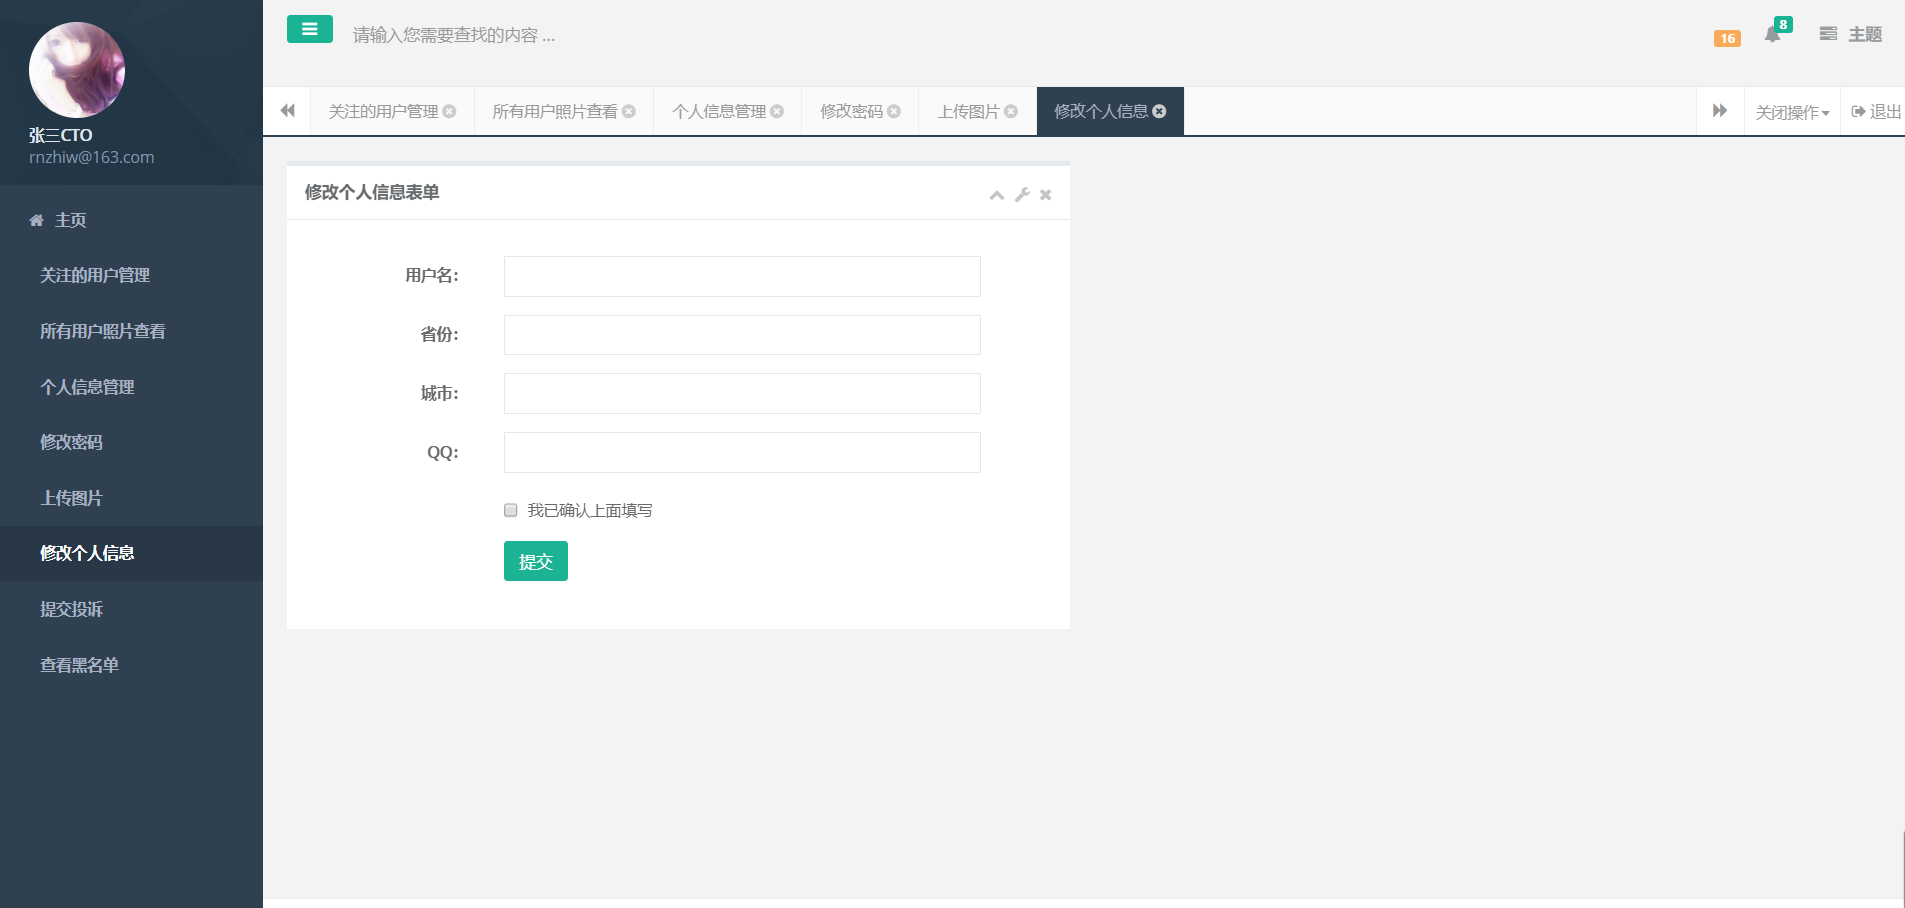 张三CTO
rnzhiw@163.com
主页
关注的用户管理
所有用户照片查看
个人信息管理
修改密码
上传图片
修改个人信息
提交投诉
查看黑名单
请输入您需要查找的内容 ...
16
8
主题
关注的用户管理
所有用户照片查看
个人信息管理
修改密码
上传图片
修改个人信息
关闭操作
退出
修改个人信息表单
用户名：
省份：
城市：
QQ：
我已确认上面填写
提交